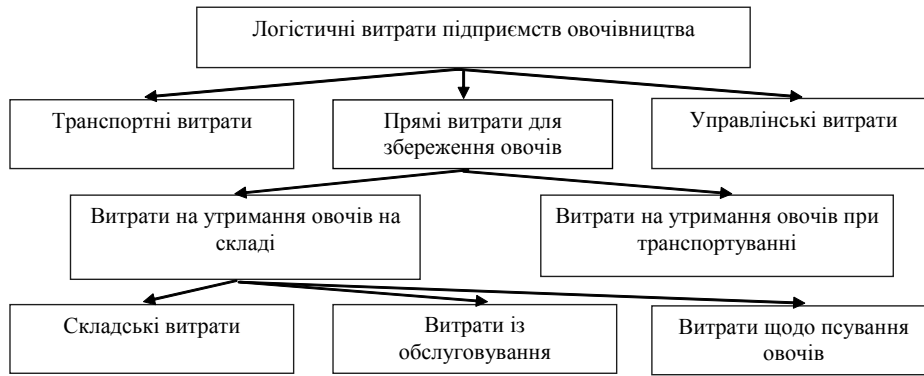 Логістичні витрати підприємств овочівництва
Транспортні витрати
Прямі витрати для
збереження овочів
Управлінські витрати
Витрати на утримання овочів на
складі
Витрати на утримання овочів при
транспортуванні
Складські витрати
Витрати із
обслуговування
Витрати щодо псування
овочів